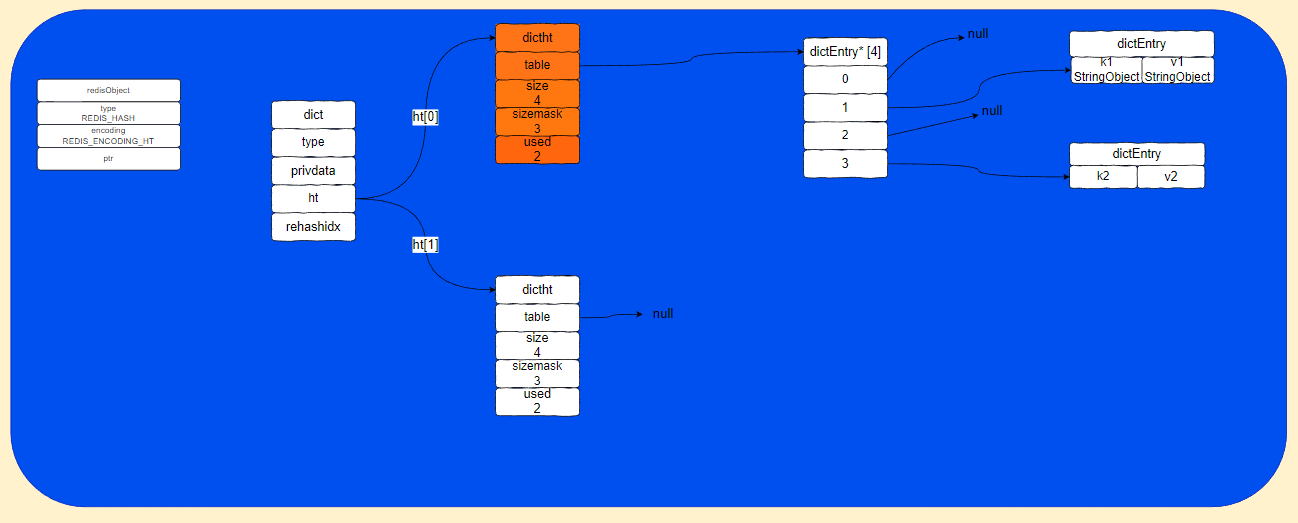 redisObject
type
REDIS_HASH
encoding
REDIS_ENCODING_HT
ptr
dict
type
privdata
ht
rehashidx
ht[0]
ht[1]
dictht
table
size
4
sizemask
3
used
2
dictht
table
size
4
sizemask
3
used
2
null
dictEntry* [4]
0
1
2
3
null
null
dictEntry
k1 v1
StringObject StringObject
dictEntry
k2 v2